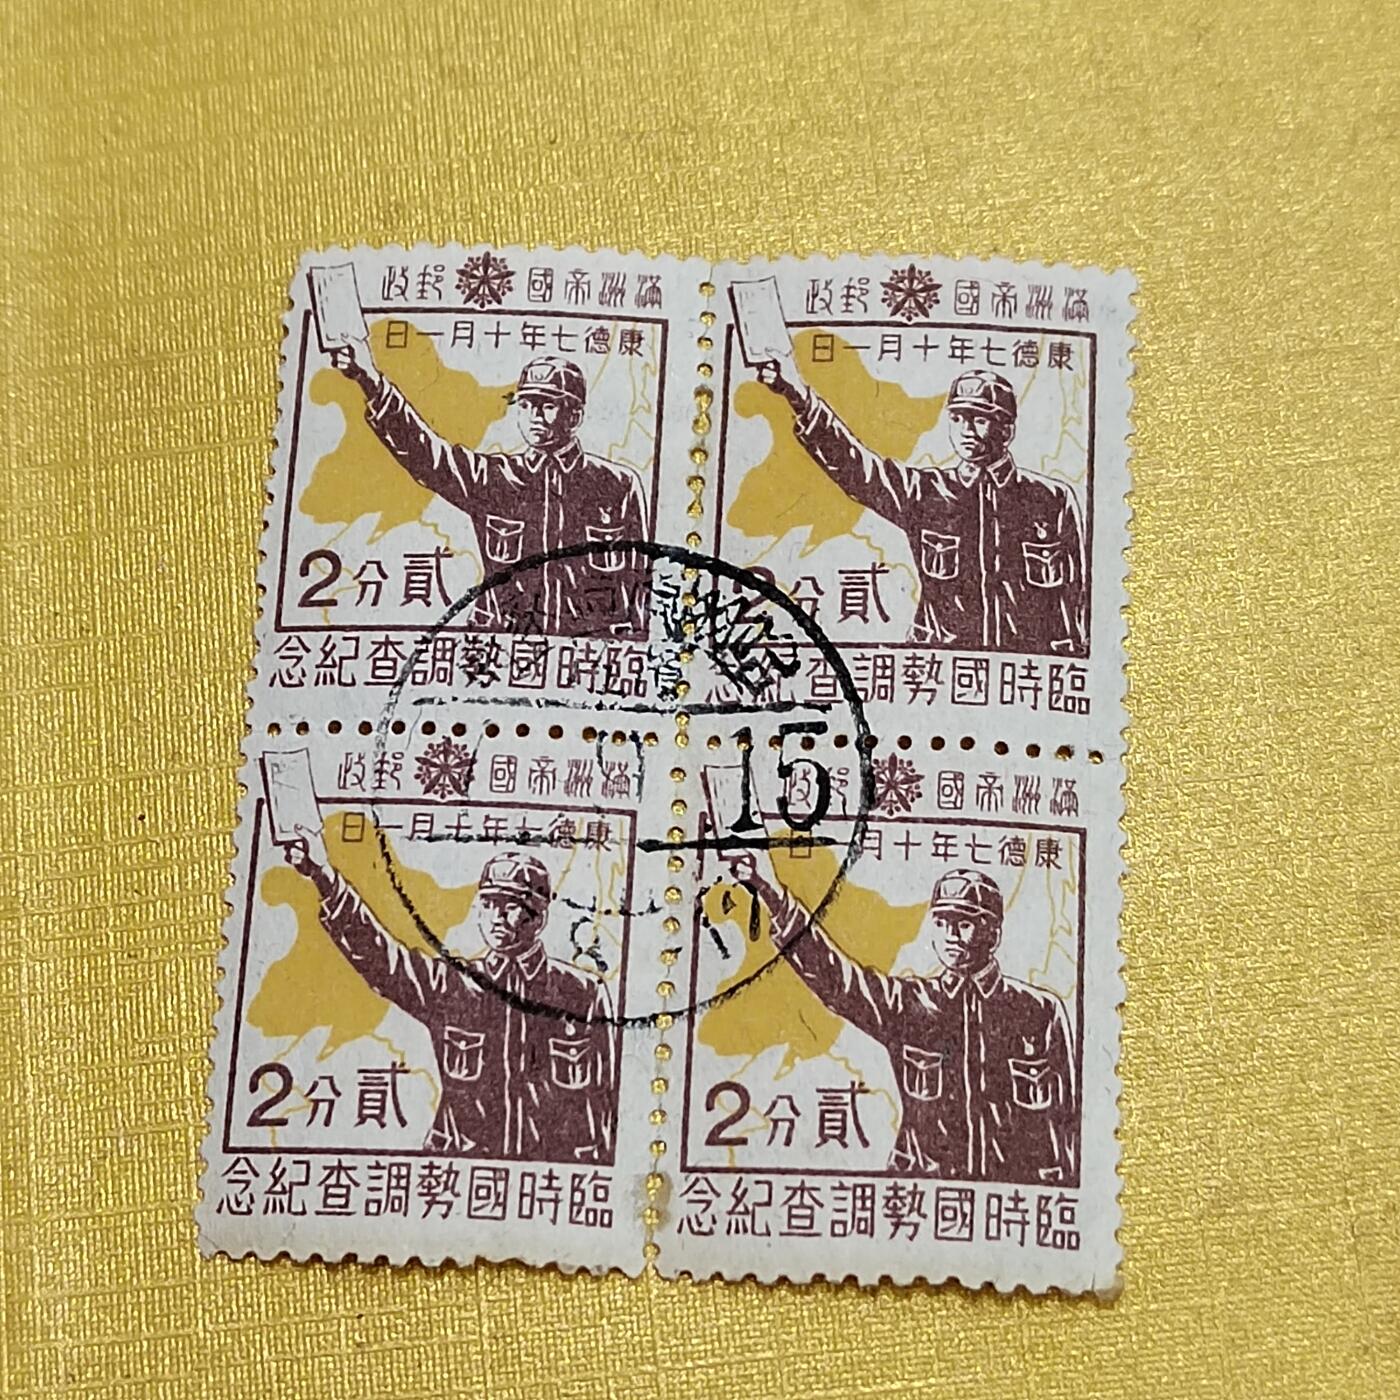 滿洲帝國郵政
康德七年十月一日
貳分2
臨時國勢調查紀念
滿洲帝國郵政
康德七年十月一日
貳分2
臨時國勢調查紀念
滿洲帝國郵政
康德七年十月一日
貳分2
臨時國勢調查紀念
滿洲帝國郵政
康德七年十月一日
貳分2
臨時國勢調查紀念
.15